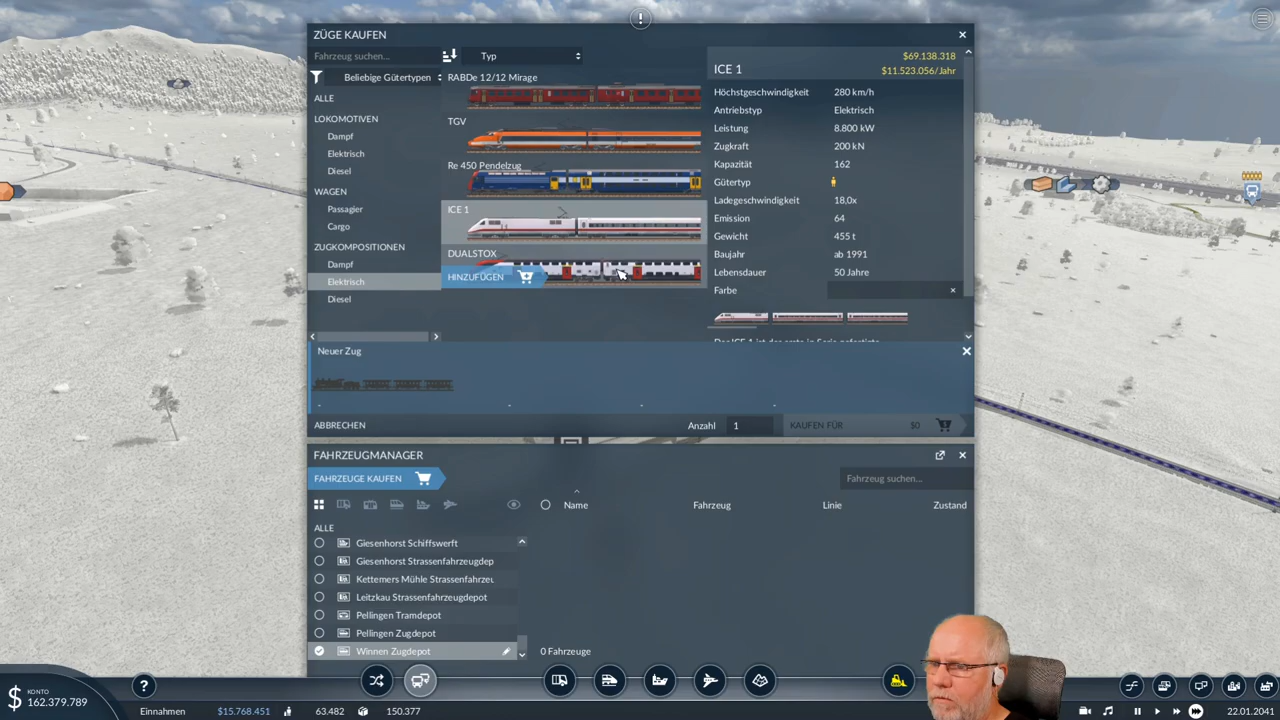 ZÜGE KAUFEN
Fahrzeug suchen...
Typ
Beliebige Gütertypen
ALLE
LOKOMOTIVEN
Dampf
Elektrisch
Diesel
WAGEN
Passagier
Cargo
ZUGKOMPOSITIONEN
Dampf
Elektrisch
Diesel
RABDe 12/12 Mirage
TGV
Re 450 Pendelzug
ICE 1
DUALSTOX
HINZUFÜGEN
$69.138.318
ICE 1
$11.523.056/Jahr
Höchstgeschwindigkeit 280 km/h
Antriebstyp Elektrisch
Leistung 8.800 kW
Zugkraft 200 kN
Kapazität 162
Gütertyp
Ladegeschwindigkeit 18,0x
Emission 64
Gewicht 455 t
Baujahr ab 1991
Lebensdauer 50 Jahre
Farbe
Neuer Zug
ABBRECHEN
Anzahl 1
KAUFEN FÜR $0
FAHRZEUGMANAGER
FAHRZEUGE KAUFEN
Fahrzeug suchen...
Name Fahrzeug Linie Zustand
ALLE
Giesenhorst Schiffswerft
Giesenhorst Strassenfahrzeugdep
Kettemers Mühle Strassenfahrzeu
Leitzkau Strassenfahrzeugdepot
Pellingen Tramdepot
Pellingen Zugdepot
Winnen Zugdepot
0 Fahrzeuge
$ KONTO
162.379.789
?
Einnahmen $15.768.451 63.482 150.377
22.01.2041